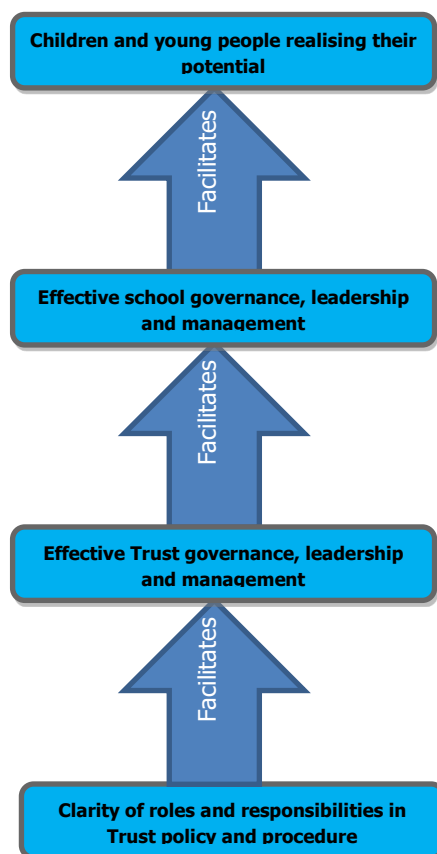 Children and young people realising their
potential
Facilitates
Effective school governance, leadership
and management
Facilitates
Effective Trust governance, leadership
and management
Facilitates
Clarity of roles and responsibilities in
Trust policy and procedure